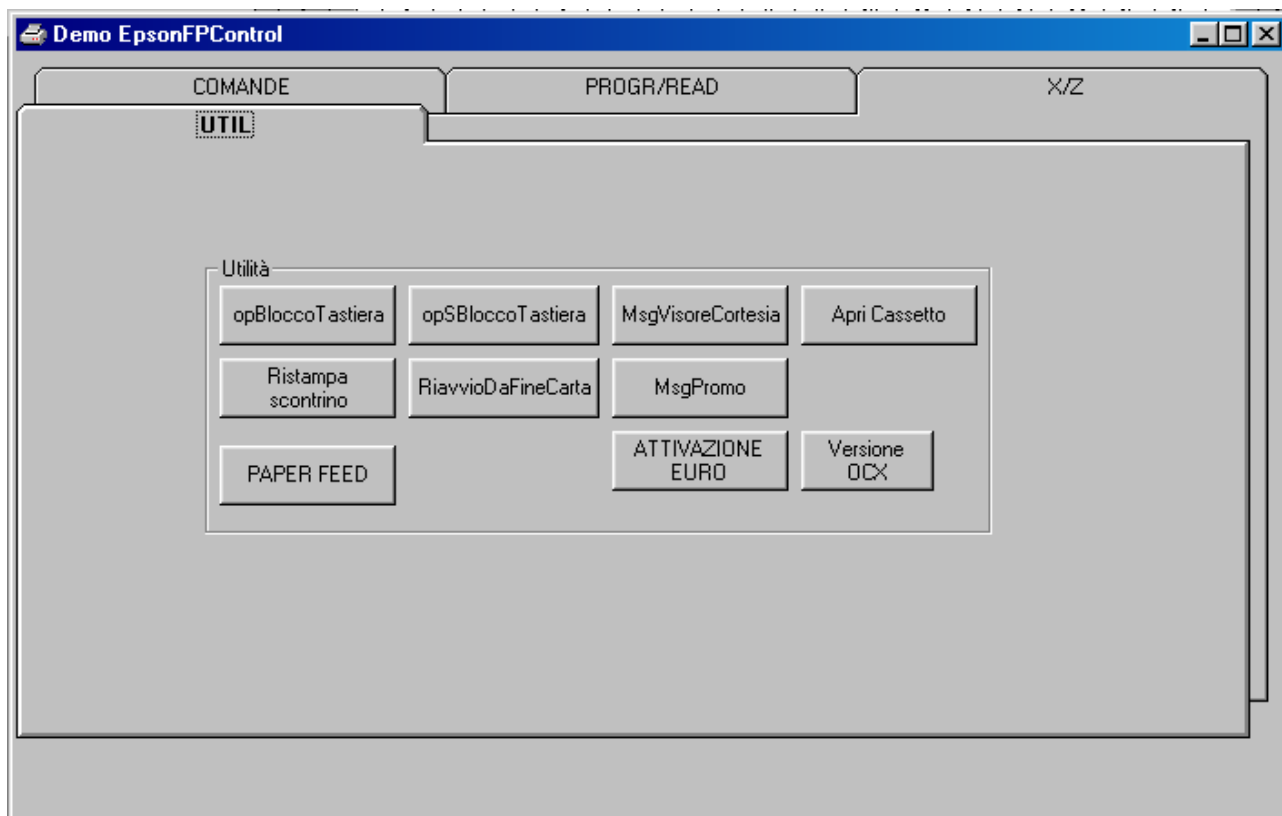 Demo EpsonFPControl
COMANDE
PROGR/READ
X/Z
UTIL
Utilità
opBloccoTastiera
opSBloccoTastiera
MsgVisoreCortesia
Apri Cassetto
Ristampa
scontrino
RiavvioDaFineCarta
MsgPromo
PAPER FEED
ATTIVAZIONE
EURO
Versione
OCX